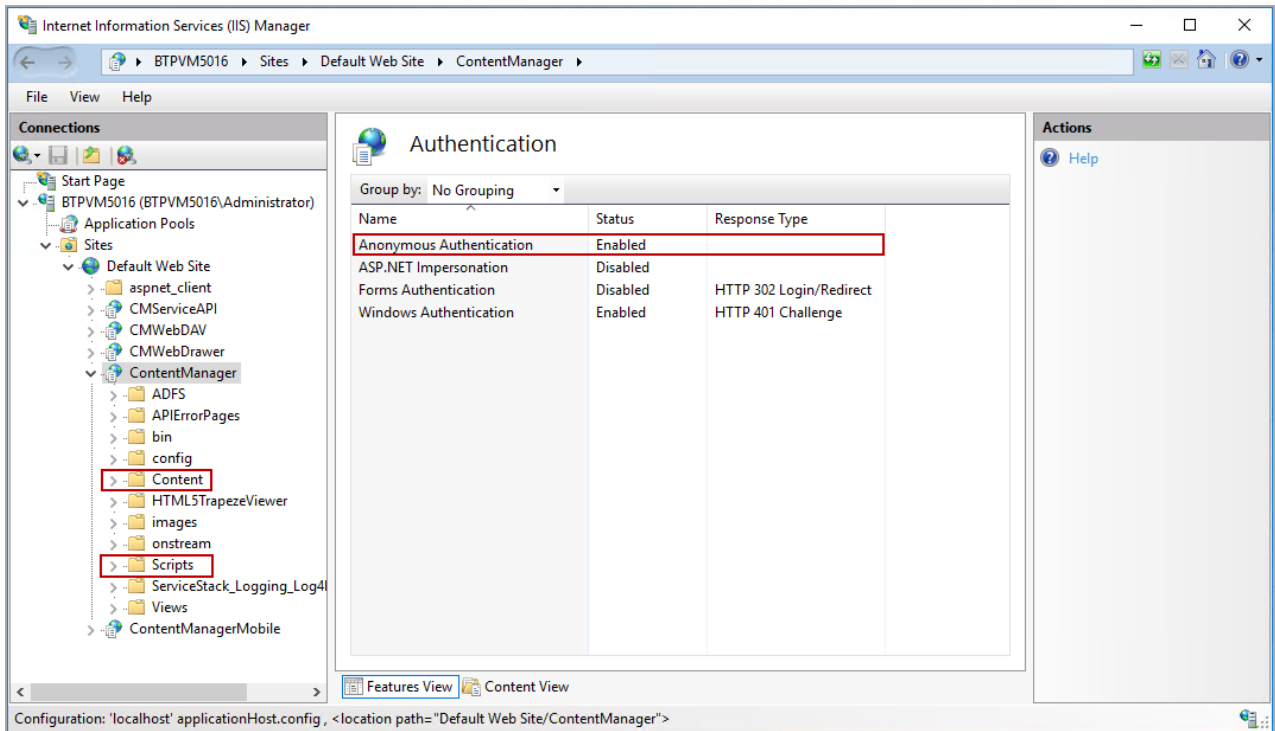 Internet Information Services (IIS) Manager
BTPVM5016 Sites Default Web Site ContentManager
File View Help
Connections
Start Page
BTPVM5016 (BTPVM5016\Administrator)
Application Pools
Sites
Default Web Site
aspnet_client
CMServiceAPI
CMWebDAV
CMWebDrawer
ContentManager
ADFS
APIErrorPages
bin
config
Content
HTML5TrapezeViewer
images
onstream
Scripts
ServiceStack_Logging_Log4
Views
ContentManagerMobile
Authentication
Group by: No Grouping
Name Status Response Type
Anonymous Authentication Enabled
ASP.NET Impersonation Disabled
Forms Authentication Disabled HTTP 302 Login/Redirect
Windows Authentication Enabled HTTP 401 Challenge
Features View Content View
Actions
Help
Configuration: 'localhost' applicationHost.config , <location path="Default Web Site/ContentManager">